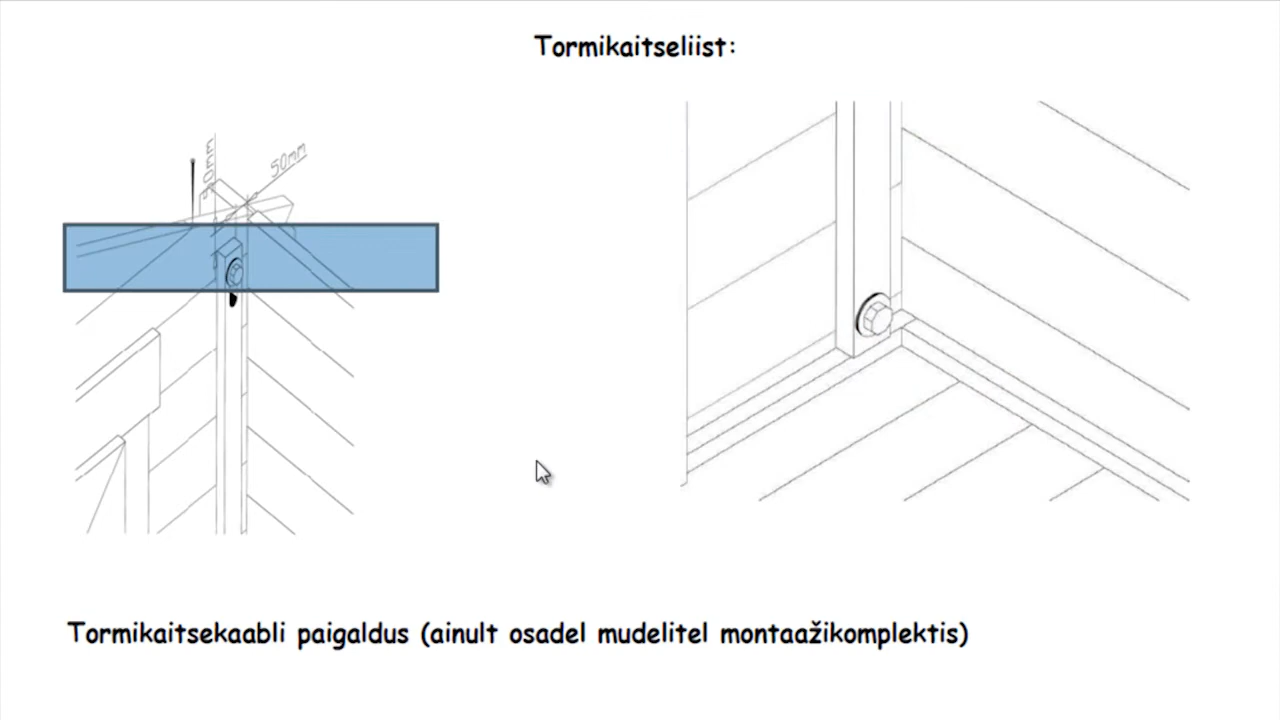 Tormikaitseliist:
50mm
Tormikaitsekaabli paigaldus (ainult osadel mudelitel montaažikomplektis)